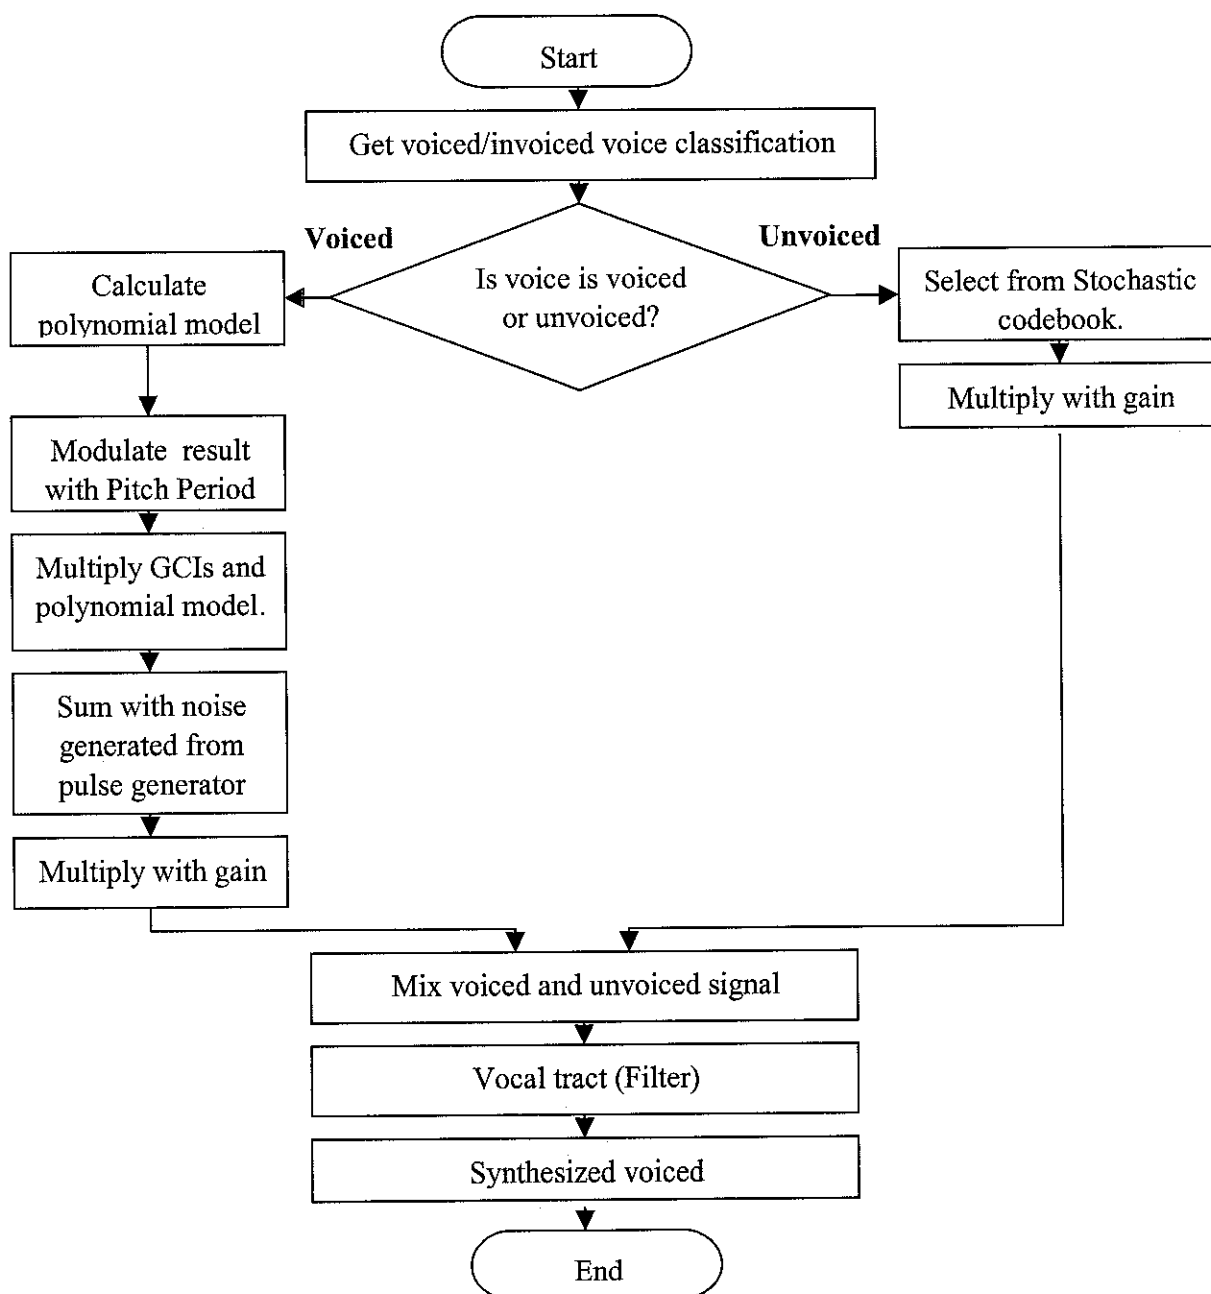 Start
Get voiced/invoiced voice classification
Voiced
Unvoiced
Is voice is voiced
or unvoiced?
Calculate
polynomial model
Select from Stochastic
codebook.
Multiply with gain
Modulate result
with Pitch Period
Multiply GCIs and
polynomial model.
Sum with noise
generated from
pulse generator
Multiply with gain
Mix voiced and unvoiced signal
Vocal tract (Filter)
Synthesized voiced
End